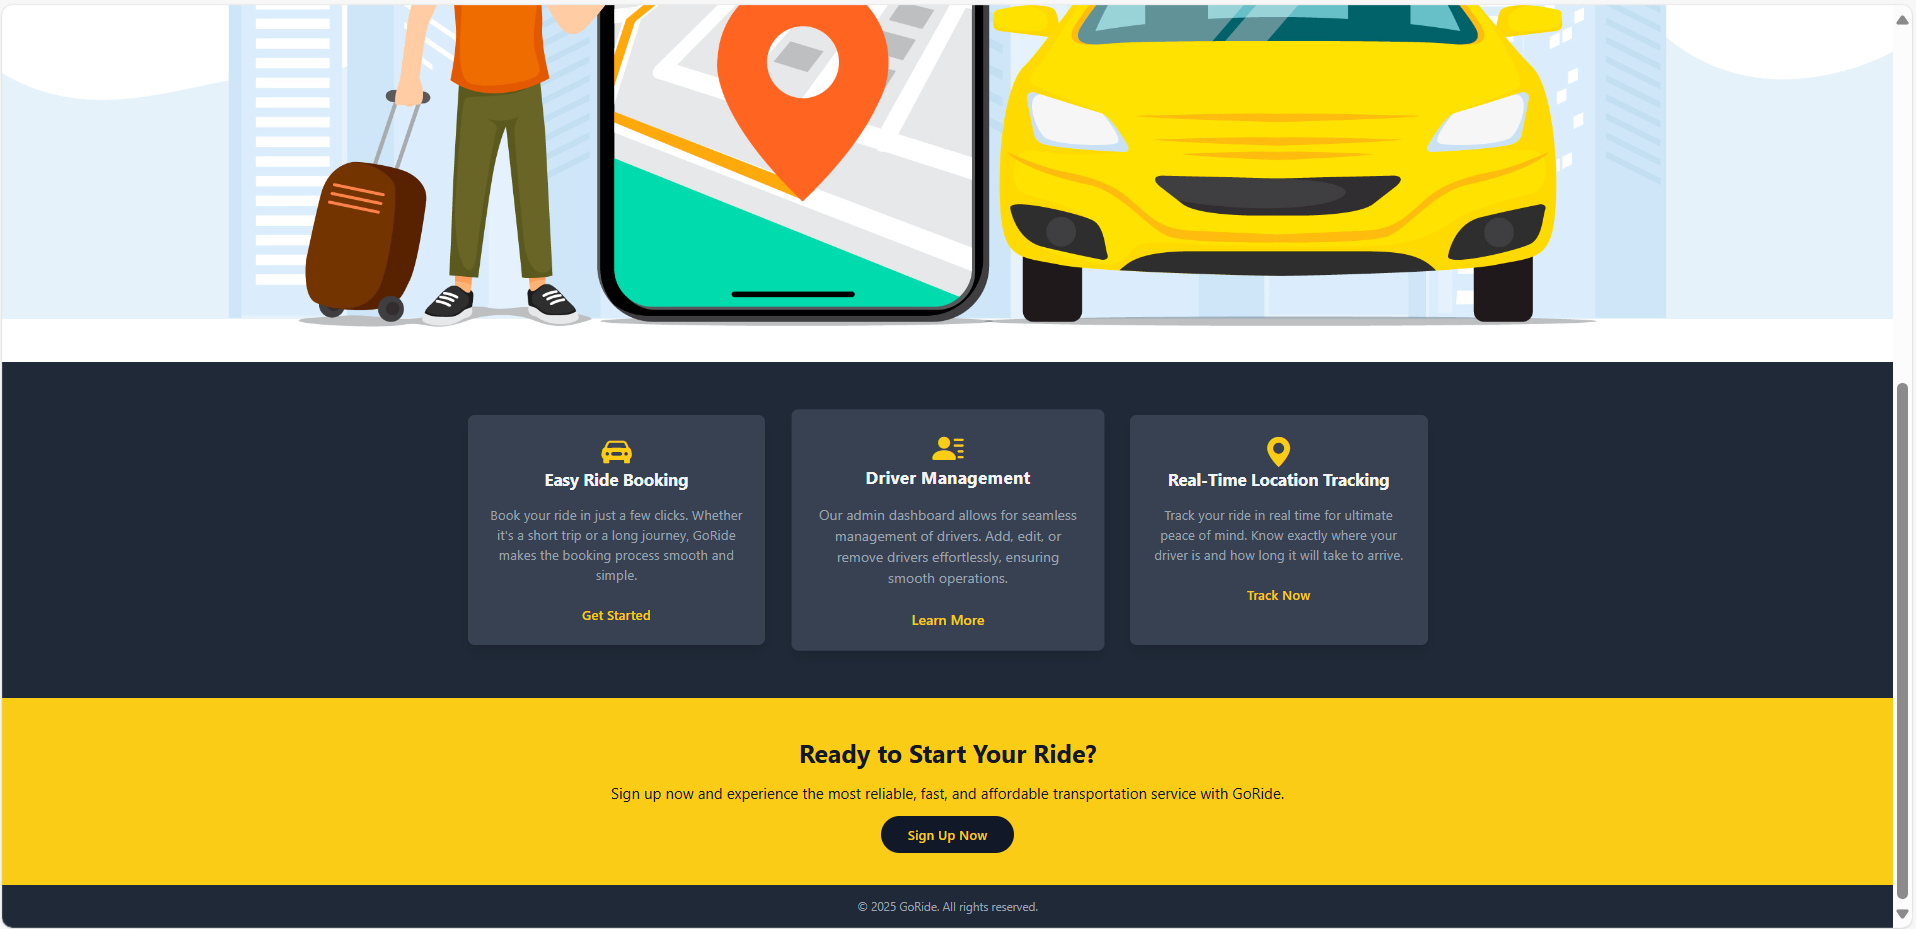 Easy Ride Booking
Book your ride in just a few clicks. Whether
it's a short trip or a long journey, GoRide
makes the booking process smooth and
simple.
Get Started
Driver Management
Our admin dashboard allows for seamless
management of drivers. Add, edit, or
remove drivers effortlessly, ensuring
smooth operations.
Learn More
Real-Time Location Tracking
Track your ride in real time for ultimate
peace of mind. Know exactly where your
driver is and how long it will take to arrive.
Track Now
Ready to Start Your Ride?
Sign up now and experience the most reliable, fast, and affordable transportation service with GoRide.
Sign Up Now
© 2025 GoRide. All rights reserved.